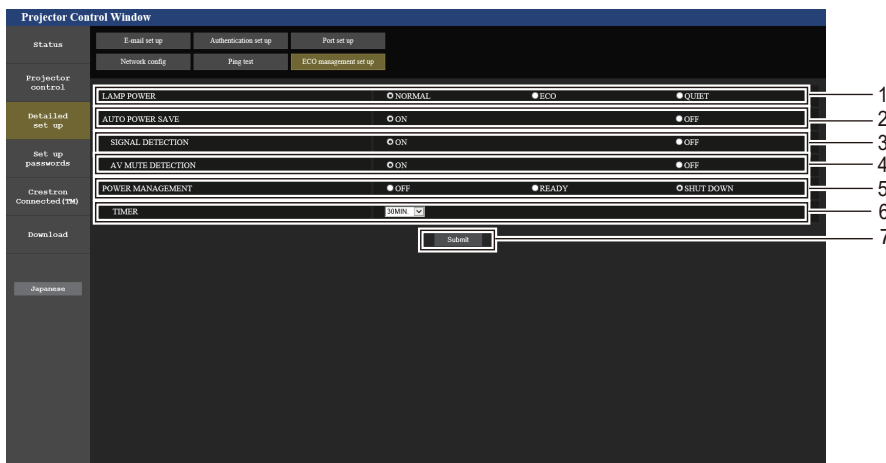 Projector Control Window
Status
E-mail set up Authentication set up Port set up
Network config Ping test ECO management set up
Projector
control
Detailed
set up
Set up
passwords
Crestron
Connected(TM)
Download
Japanese
LAMP POWER NORMAL ECO QUIET 1
AUTO POWER SAVE ON OFF 2
SIGNAL DETECTION ON OFF 3
AV MUTE DETECTION ON OFF 4
POWER MANAGEMENT OFF READY SHUT DOWN 5
TIMER 30MIN. 6
Submit 7